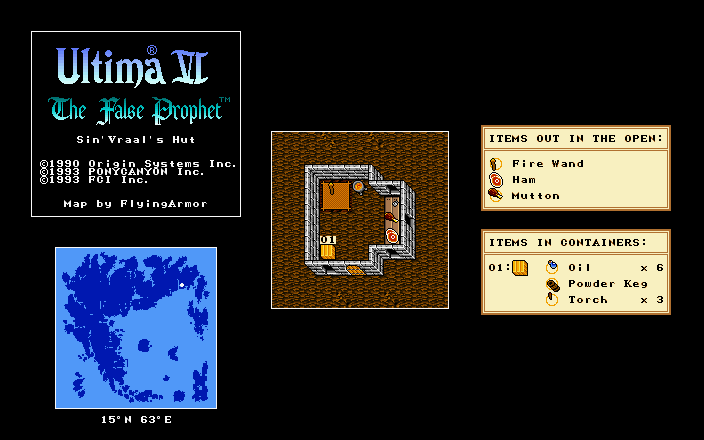 Ultima® VI
The False Prophet™
Sin'Vraal's Hut
©1990 Origin Systems Inc.
©1993 PONYCANYON Inc.
©1993 FCI Inc.
Map by FlyingArmor
15°N 63°E
01
ITEMS OUT IN THE OPEN:
Fire Wand
Ham
Mutton
ITEMS IN CONTAINERS:
01: Oil x 6
Powder Keg
Torch x 3